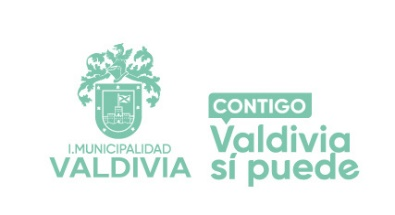 I.MUNICIPALIDAD
VALDIVIA
CONTIGO
Valdivia
sí puede